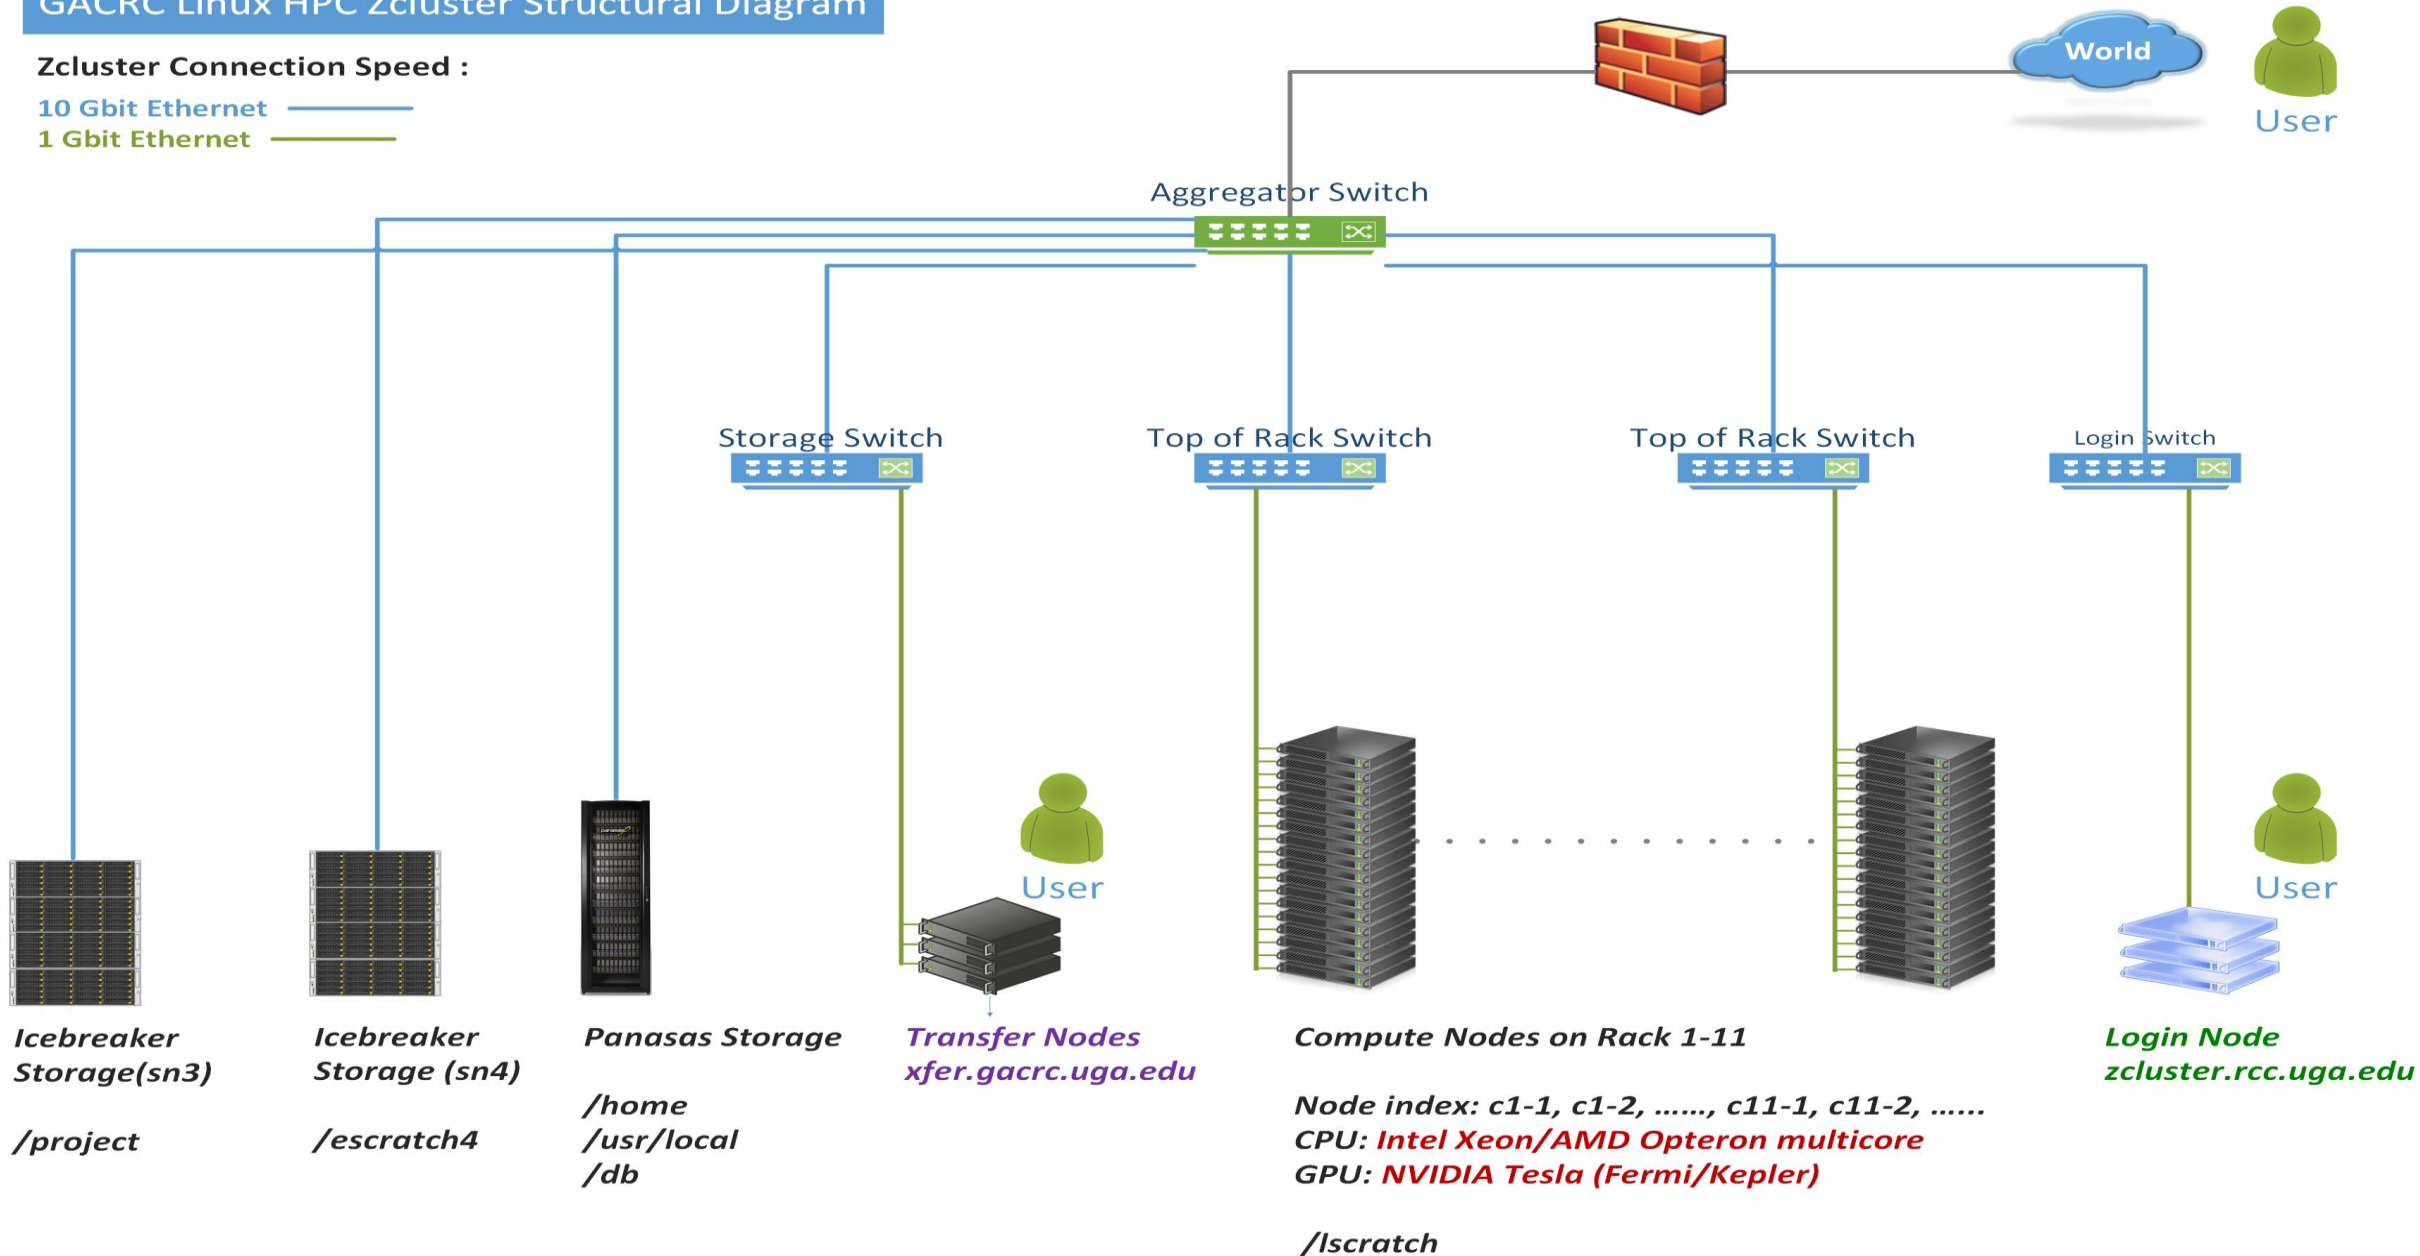 GACRC Linux HPC Zcluster Structural Diagram
Zcluster Connection Speed :
10 Gbit Ethernet
1 Gbit Ethernet
World
User
Aggregator Switch
Storage Switch
Top of Rack Switch
Top of Rack Switch
Login Switch
panasas
User
User
Icebreaker
Storage(sn3)
/project
Icebreaker
Storage (sn4)
/escratch4
Panasas Storage
/home
/usr/local
/db
Transfer Nodes
xfer.gacrc.uga.edu
Compute Nodes on Rack 1-11
Node index: c1-1, c1-2, ……, c11-1, c11-2, …...
CPU: Intel Xeon/AMD Opteron multicore
GPU: NVIDIA Tesla (Fermi/Kepler)
/lscratch
Login Node
zcluster.rcc.uga.edu